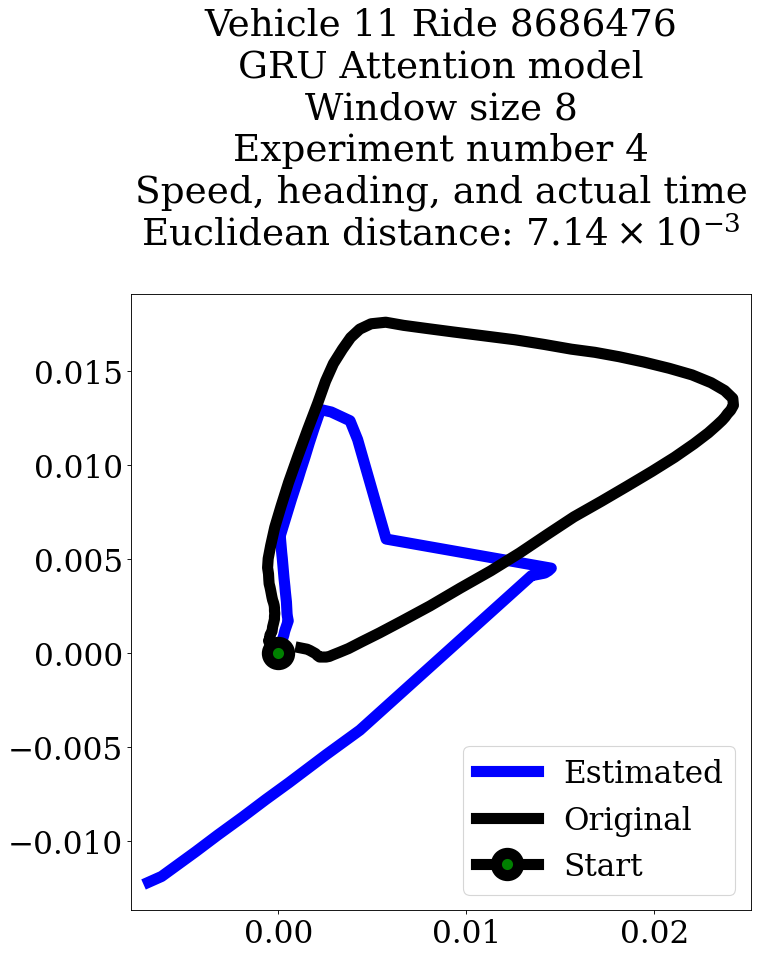 Vehicle 11 Ride 8686476
GRU Attention model
Window size 8
Experiment number 4
Speed, heading, and actual time
Euclidean distance: 7.14 × 10⁻³
0.015
0.010
0.005
0.000
−0.005
−0.010
Estimated
Original
Start
0.00 0.01 0.02